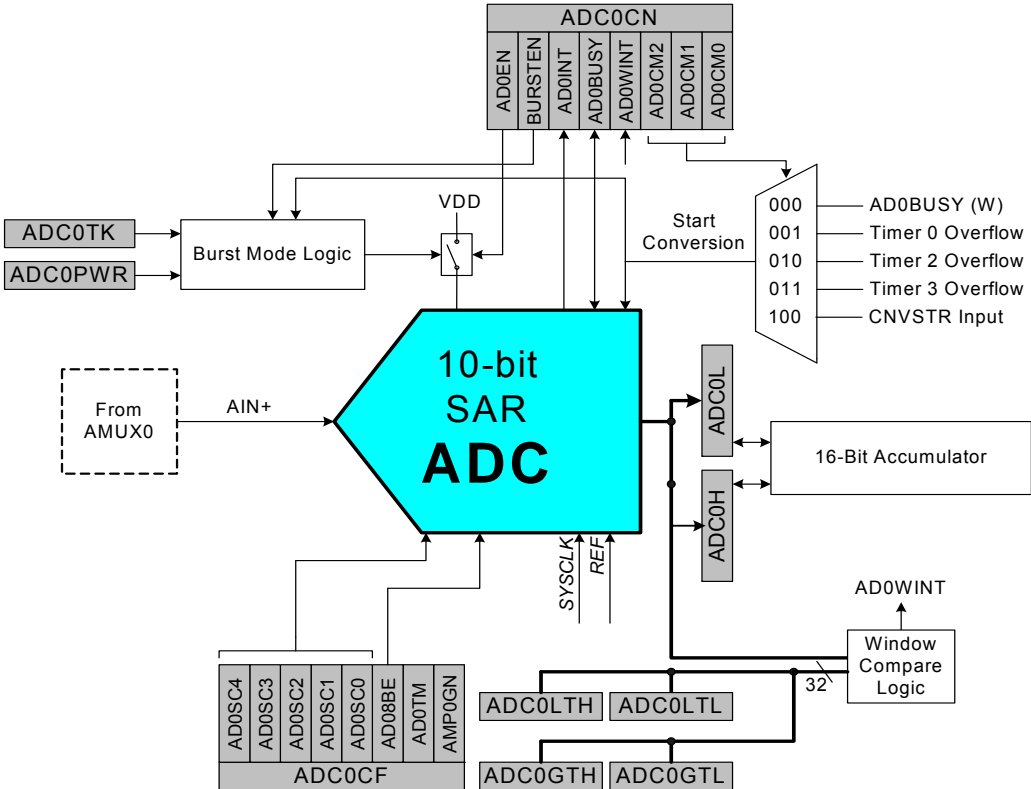 ADC0CN
AD0EN
BURSTEN
AD0INT
AD0BUSY
AD0WINT
AD0CM2
AD0CM1
AD0CM0
VDD
ADC0TK
ADC0PWR
Burst Mode Logic
Start
Conversion
000
001
010
011
100
AD0BUSY (W)
Timer 0 Overflow
Timer 2 Overflow
Timer 3 Overflow
CNVSTR Input
From
AMUX0
AIN+
10-bit
SAR
ADC
ADC0L
ADC0H
16-Bit Accumulator
SYSCLK
REF
AD0WINT
Window
Compare
Logic
32
AD0SC4
AD0SC3
AD0SC2
AD0SC1
AD0SC0
AD08BE
AD0TM
AMP0GN
ADC0CF
ADC0LTH
ADC0LTL
ADC0GTH
ADC0GTL